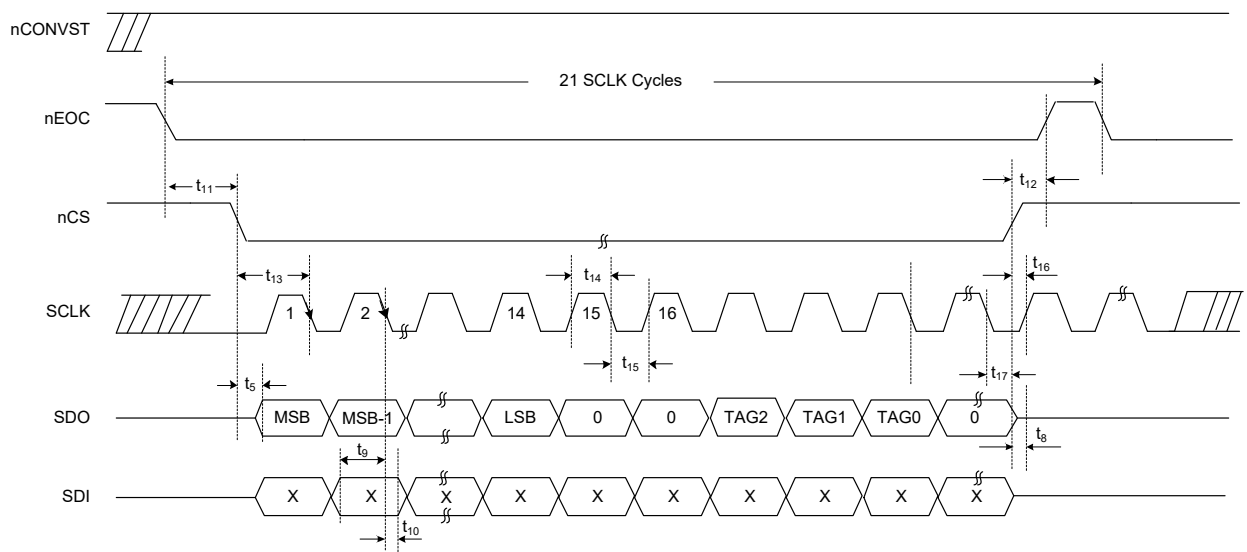 nCONVST
21 SCLK Cycles
nEOC
t11
t12
nCS
t13
t14
t16
SCLK
1
2
14
15
16
t15
t5
t17
SDO
MSB
MSB-1
LSB
0
0
TAG2
TAG1
TAG0
0
t8
t9
SDI
X
X
X
X
X
X
X
X
X
X
t10